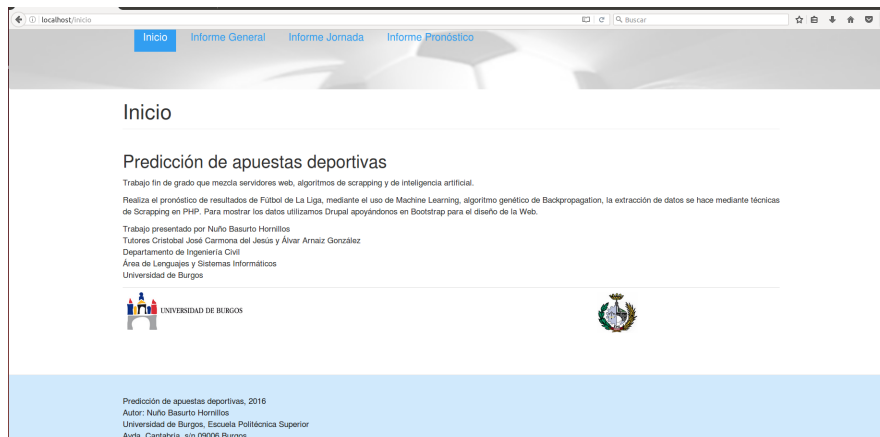 localhost/inicio
Buscar
Inicio
Informe General
Informe Jornada
Informe Pronóstico
Inicio
Predicción de apuestas deportivas
Trabajo fin de grado que mezcla servidores web, algoritmos de scrapping y de inteligencia artificial.
Realiza el pronóstico de resultados de Fútbol de La Liga, mediante el uso de Machine Learning, algoritmo genético de Backpropagation, la extracción de datos se hace mediante técnicas
de Scrapping en PHP. Para mostrar los datos utilizamos Drupal apoyándonos en Bootstrap para el diseño de la Web.
Trabajo presentado por Nuño Basurto Hornillos
Tutores Cristobal José Carmona del Jesús y Álvar Arnaiz González
Departamento de Ingeniería Civil
Área de Lenguajes y Sistemas Informáticos
Universidad de Burgos
UNIVERSIDAD DE BURGOS
Predicción de apuestas deportivas, 2016
Autor: Nuño Basurto Hornillos
Universidad de Burgos, Escuela Politécnica Superior
Avda. Cantabria, s/n 09006 Burgos